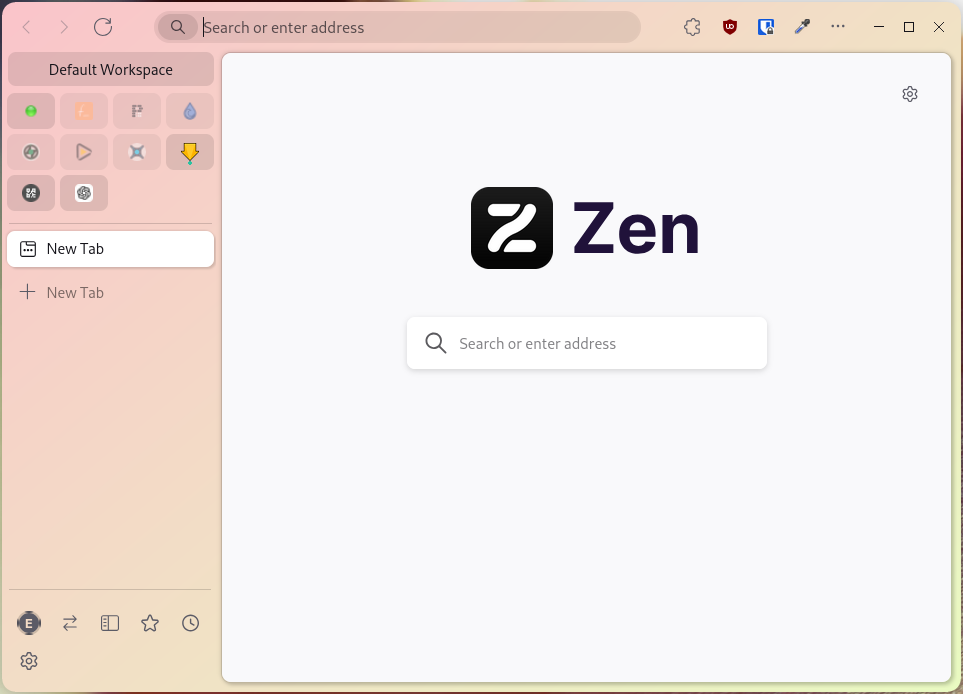 Search or enter address
Default Workspace
New Tab
New Tab
Zen
Search or enter address
E